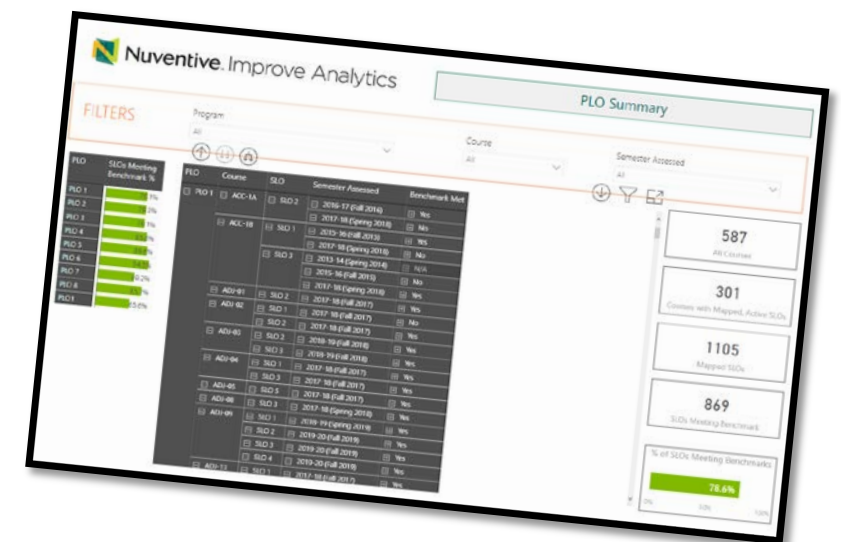 Nuventive. Improve Analytics
PLO Summary
FILTERS
Program
All
Course
All
Semester Assessed
All
PLO SLOs Meeting Benchmark %
PLO 1
PLO 2
PLO 3
PLO 4
PLO 5
PLO 6
PLO 7
PLO 8
PLO Course SLO Semester Assessed Benchmark Met
PLO 1 ACC-1A SLO 2 2016-17 (Fall 2016) Yes
2017-18 (Spring 2018) No
ACC-1B SLO 1 2015-16 (Fall 2015) Yes
2017-18 (Spring 2018) No
SLO 3 2013-14 (Spring 2014) N/A
2015-16 (Fall 2015) No
2017-18 (Spring 2018) Yes
ADJ-01 SLO 2 2017-18 (Fall 2017) Yes
ADJ-02 SLO 1 2017-18 (Fall 2017) No
SLO 2 2017-18 (Fall 2017) Yes
ADJ-03 SLO 2 2018-19 (Fall 2018) Yes
SLO 3 2018-19 (Fall 2018) Yes
ADJ-04 SLO 1 2017-18 (Fall 2017) Yes
SLO 3 2017-18 (Fall 2017) Yes
ADJ-05 SLO 5 2017-18 (Fall 2017) Yes
ADJ-08 SLO 3 2017-18 (Spring 2018) Yes
ADJ-09 SLO 1 2018-19 (Spring 2019) Yes
SLO 2 2019-20 (Fall 2019) Yes
SLO 3 2019-20 (Fall 2019) Yes
SLO 4 2019-20 (Fall 2019) Yes
ADJ-13 SLO 1 2017-18 (Fall 2017) Yes
587
All Courses
301
Courses with Mapped, Active SLOs
1105
Mapped SLOs
869
SLOs Meeting Benchmark
% of SLOs Meeting Benchmarks
78.6%
0% 50% 100%